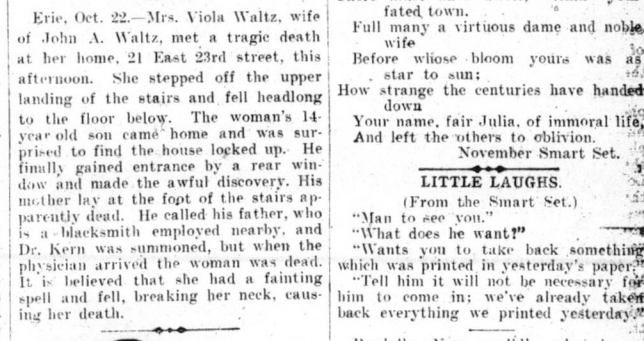 Erie, Oct. 22.—Mrs. Viola Waltz, wife
of John A. Waltz, met a tragic death
at her home, 21 East 23rd street, this
afternoon. She stepped off the upper
landing of the stairs and fell headlong
to the floor below. The woman's 14-
year old son came home and was sur-
prised to find the house locked up. He
finally gained entrance by a rear win-
dow and made the awful discovery. His
mother lay at the foot of the stairs ap-
parently dead. He called his father, who
is a blacksmith employed nearby, and
Dr. Kern was summoned, but when the
physician arrived the woman was dead.
It is believed that she had a fainting
spell and fell, breaking her neck, caus-
ing her death.
fated town.
Full many a virtuous dame and noble
wife
Before whose bloom yours was as
star to sun;
How strange the centuries have handed
down
Your name, fair Julia, of immoral life,
And left the others to oblivion.
November Smart Set.
LITTLE LAUGHS.
(From the Smart Set.)
"Man to see you."
"What does he want?"
"Wants you to take back something
which was printed in yesterday's paper."
"Tell him it will not be necessary for
him to come in; we've already taken
back everything we printed yesterday."